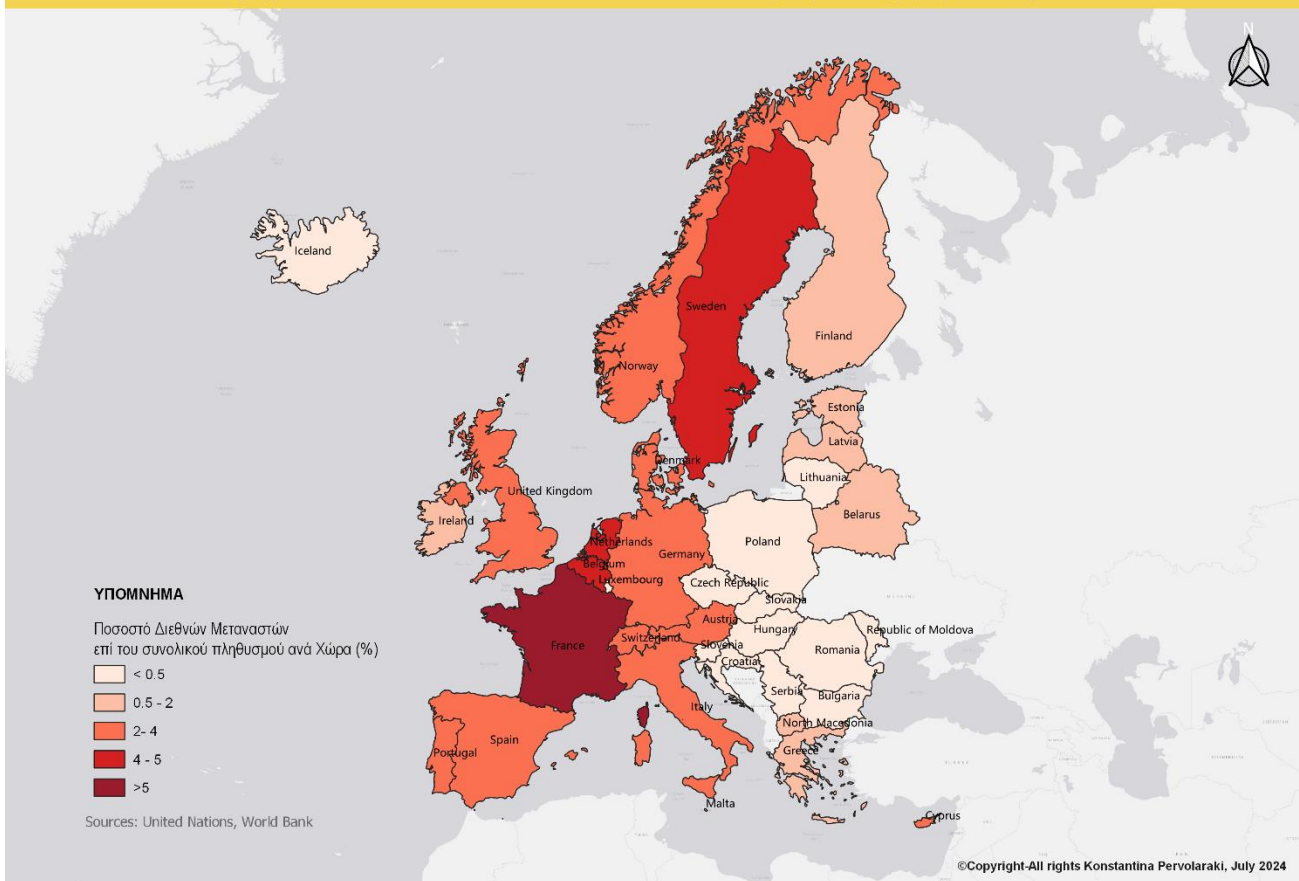 N
Iceland
Sweden
Finland
Norway
Estonia
Latvia
Denmark
Lithuania
United Kingdom
Belarus
Ireland
Netherlands
Poland
Germany
Belgium
Luxembourg
Czech Republic
Slovakia
Austria
Hungary
Republic of Moldova
Switzerland
France
Slovenia
Romania
Croatia
Serbia
Bulgaria
Italy
North Macedonia
Spain
Portugal
Greece
Malta
Cyprus
ΥΠΟΜΝΗΜΑ
Ποσοστό Διεθνών Μεταναστών
επί του συνολικού πληθυσμού ανά Χώρα (%)
< 0.5
0.5 - 2
2- 4
4 - 5
>5
Sources: United Nations, World Bank
©Copyright-All rights Konstantina Pervolaraki, July 2024